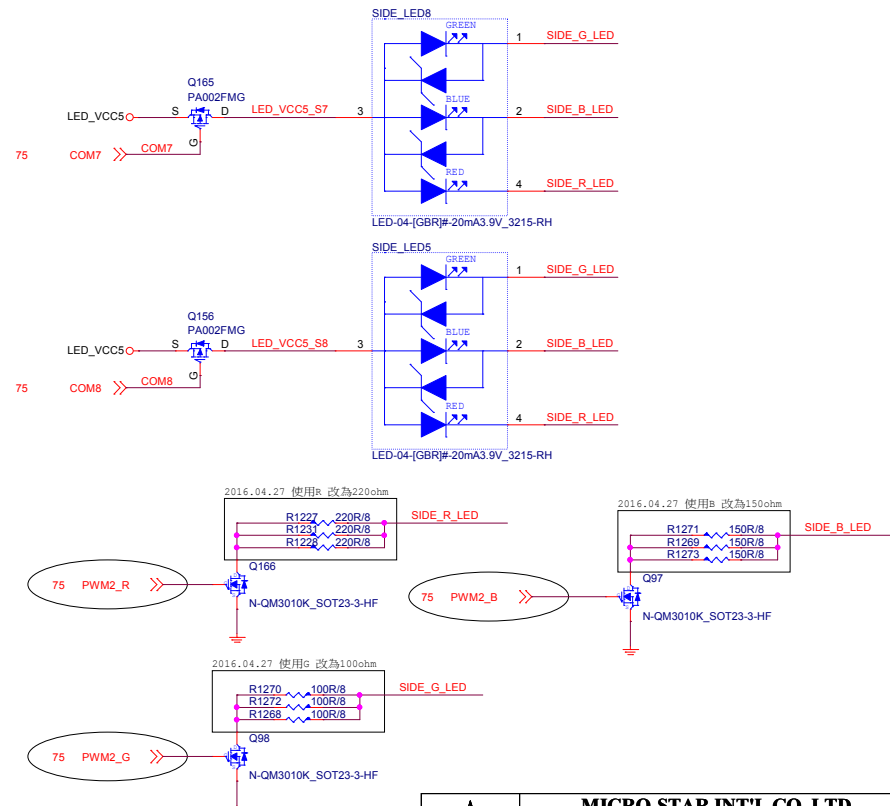 SIDE_LED8
GREEN
1 SIDE_G_LED
Q165
PA002FMG
BLUE
LED_VCC5 S D LED_VCC5_S7 3 2 SIDE_B_LED
G
75 COM7 COM7
RED
4 SIDE_R_LED
LED-04-[GBR]#-20mA3.9V_3215-RH
SIDE_LED5
GREEN
1 SIDE_G_LED
Q156
PA002FMG
BLUE
LED_VCC5 S D LED_VCC5_S8 3 2 SIDE_B_LED
G
75 COM8 COM8
RED
4 SIDE_R_LED
LED-04-[GBR]#-20mA3.9V_3215-RH
2016.04.27 使用R 改為220ohm
R1227 220R/8 SIDE_R_LED
R1231 220R/8
R1228 220R/8
Q166
75 PWM2_R
N-QM3010K_SOT23-3-HF
2016.04.27 使用B 改為150ohm
R1271 150R/8 SIDE_B_LED
R1269 150R/8
R1273 150R/8
Q97
75 PWM2_B
N-QM3010K_SOT23-3-HF
2016.04.27 使用G 改為100ohm
R1270 100R/8 SIDE_G_LED
R1272 100R/8
R1268 100R/8
Q98
75 PWM2_G
N-QM3010K_SOT23-3-HF
MICRO-STAR INT'L CO.,LTD